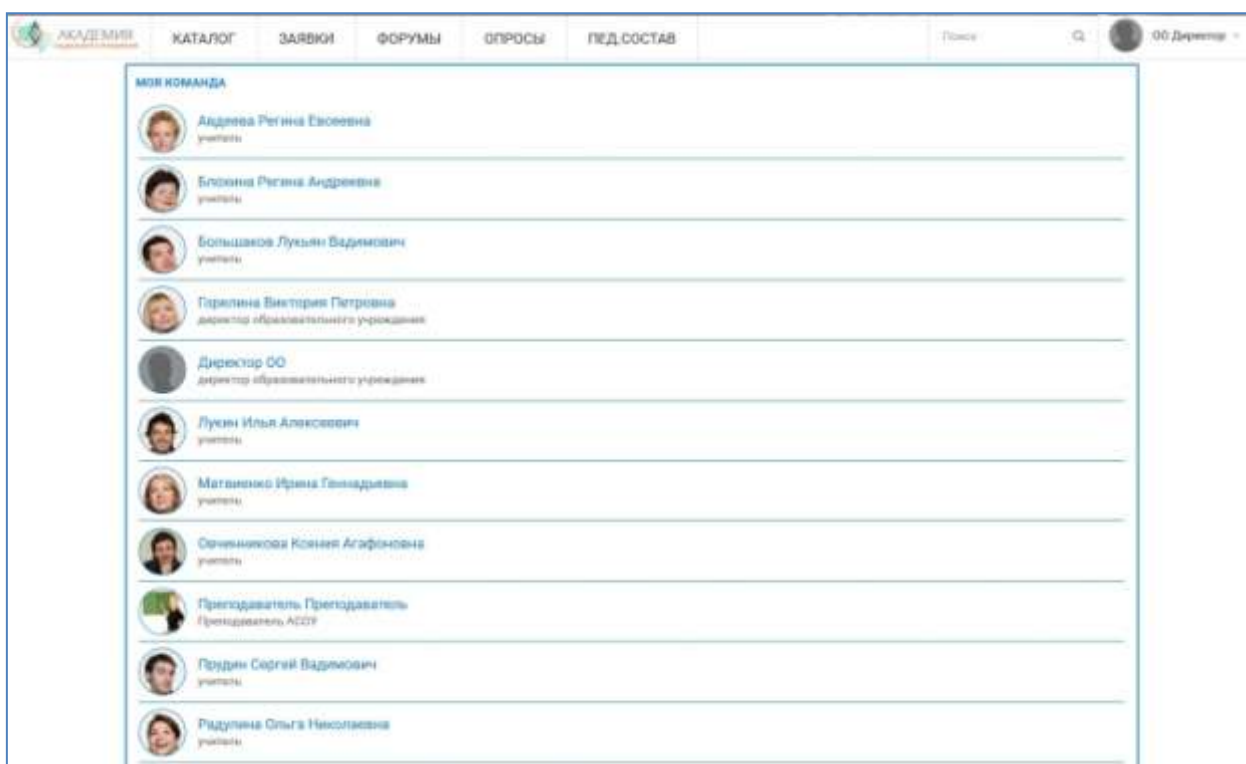 АКАДЕМИЯ
КАТАЛОГ ЗАЯВКИ ФОРУМЫ ОПРОСЫ ПЕД.СОСТАВ Поиск ОО Директор
МОЯ КОМАНДА
Авдеева Регина Евсеевна
учитель
Блохина Регина Андреевна
учитель
Большаков Лукьян Вадимович
учитель
Горелина Виктория Петровна
директор образовательного учреждения
Директор ОО
директор образовательного учреждения
Лукин Илья Алексеевич
учитель
Матвиенко Ирина Геннадьевна
учитель
Овчинникова Ксения Агафоновна
учитель
Преподаватель Преподаватель
Преподаватель АСОУ
Прудин Сергей Вадимович
учитель
Радулина Ольга Николаевна
учитель